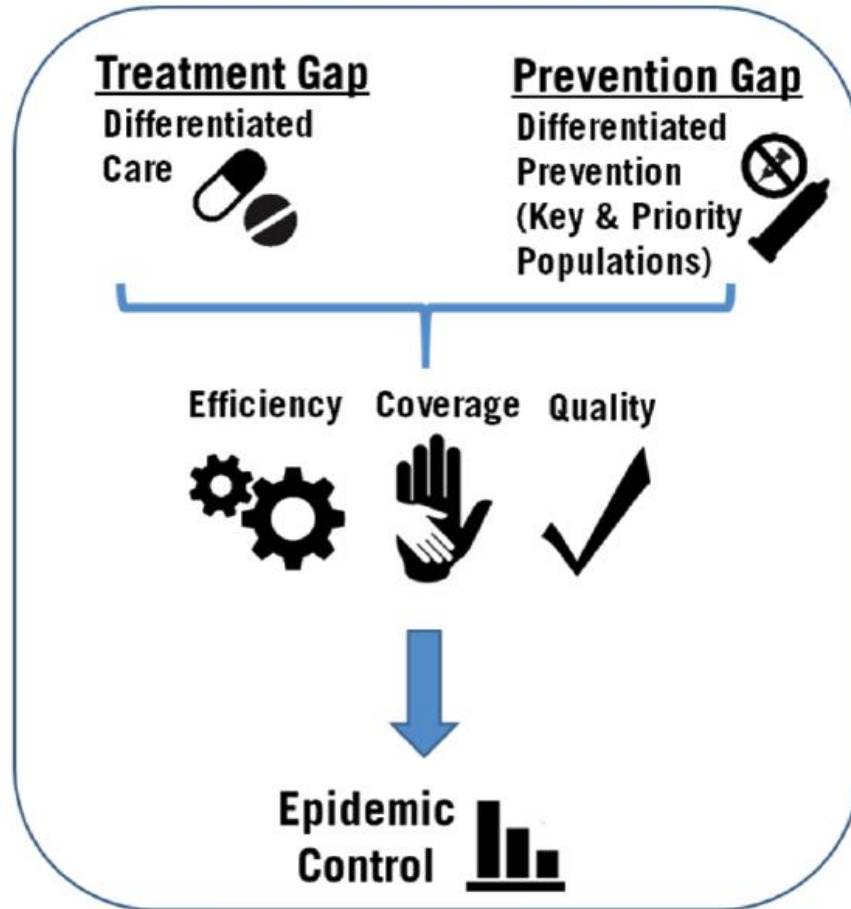 Treatment Gap
Differentiated
Care
Prevention Gap
Differentiated
Prevention
(Key & Priority
Populations)
Efficiency
Coverage
Quality
Epidemic
Control